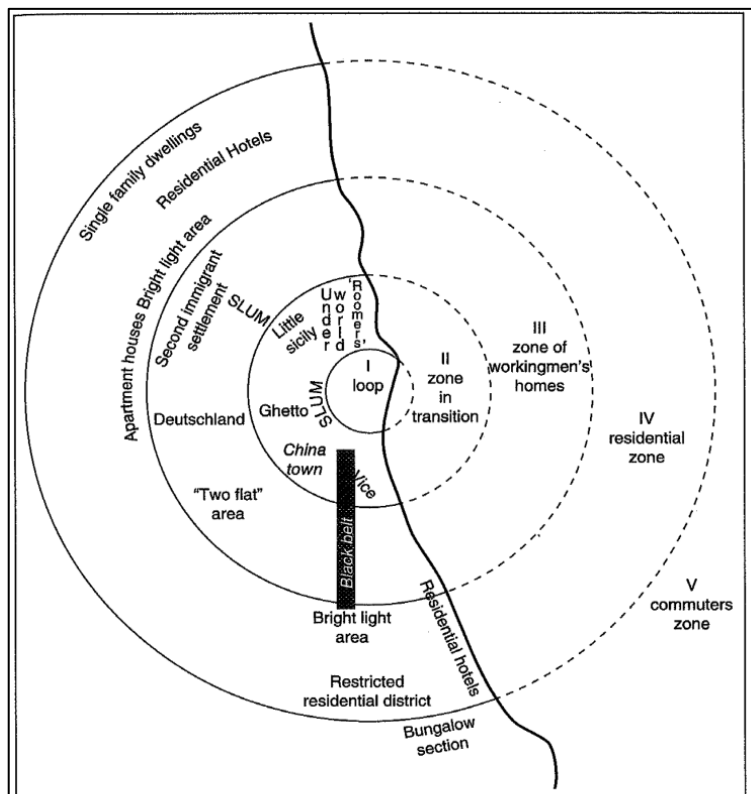 Single family dwellings
Residential Hotels
Apartment houses Bright light area
Second immigrant
settlement
SLUM
Little
sicily
Under
world
'Roomers'
I
loop
II
zone
in
transition
III
zone of
workingmen's
homes
IV
residential
zone
V
commuters
zone
Deutschland
Ghetto
SLUM
China
town
Vice
"Two flat"
area
Black belt
Bright light
area
Residential hotels
Restricted
residential district
Bungalow
section